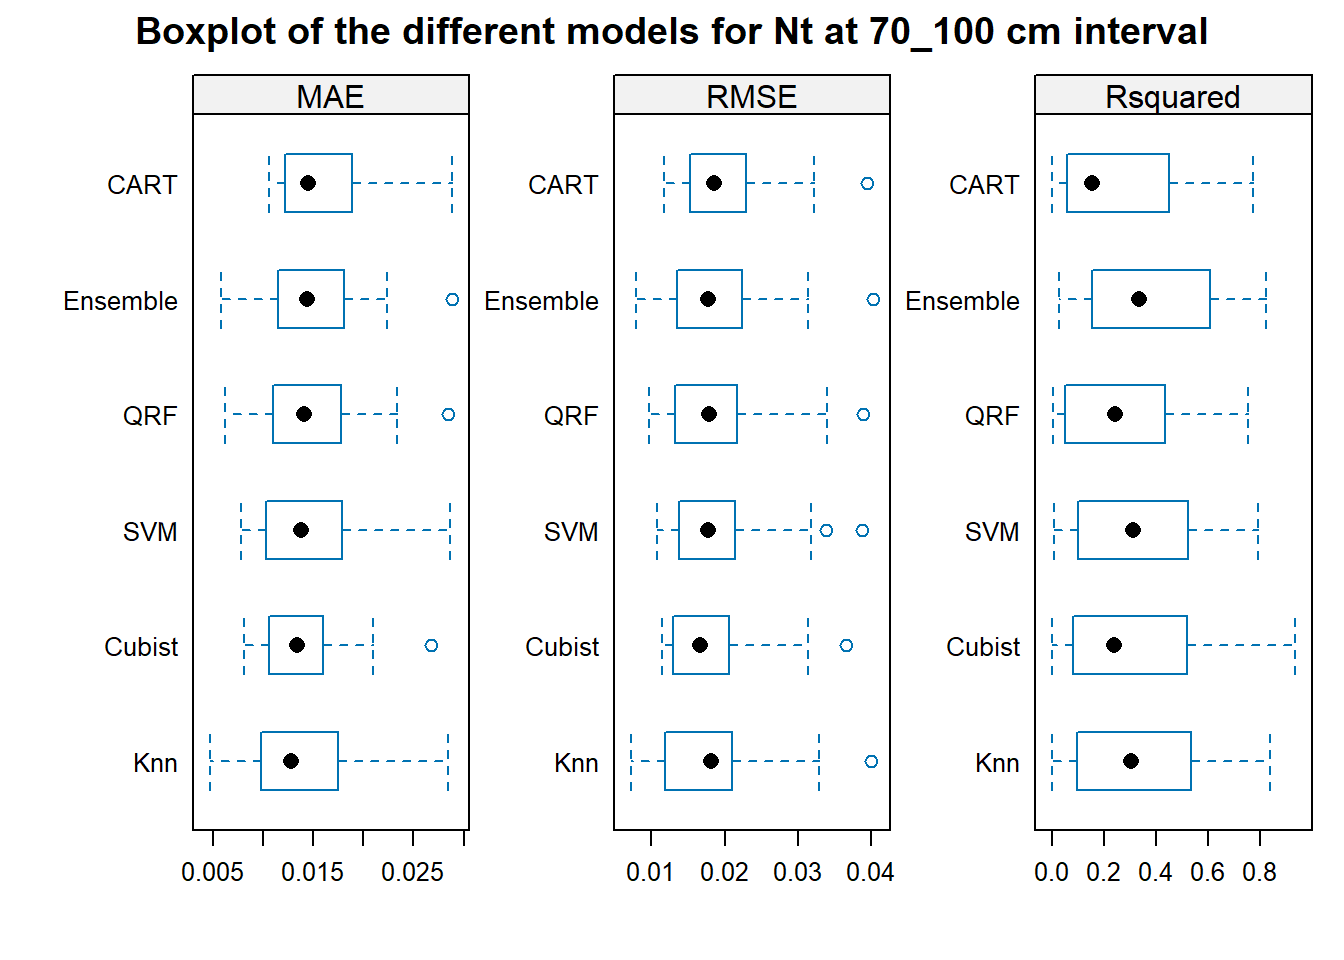 Boxplot of the different models for Nt at 70_100 cm interval
MAE
CART
Ensemble
QRF
SVM
Cubist
Knn
0.005 0.015 0.025
RMSE
CART
Ensemble
QRF
SVM
Cubist
Knn
0.01 0.02 0.03 0.04
Rsquared
CART
Ensemble
QRF
SVM
Cubist
Knn
0.0 0.2 0.4 0.6 0.8